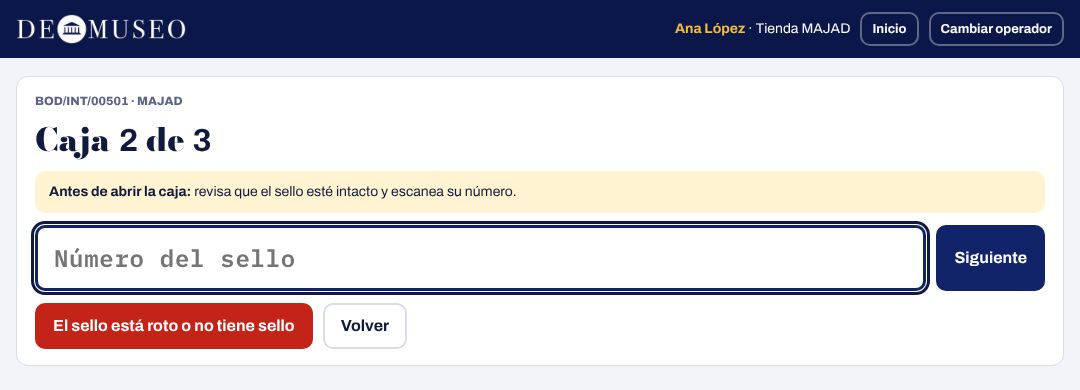 DE MUSEO
Ana López · Tienda MAJAD
Inicio
Cambiar operador
BOD/INT/00501 · MAJAD
Caja 2 de 3
Antes de abrir la caja: revisa que el sello esté intacto y escanea su número.
Número del sello
Siguiente
El sello está roto o no tiene sello
Volver